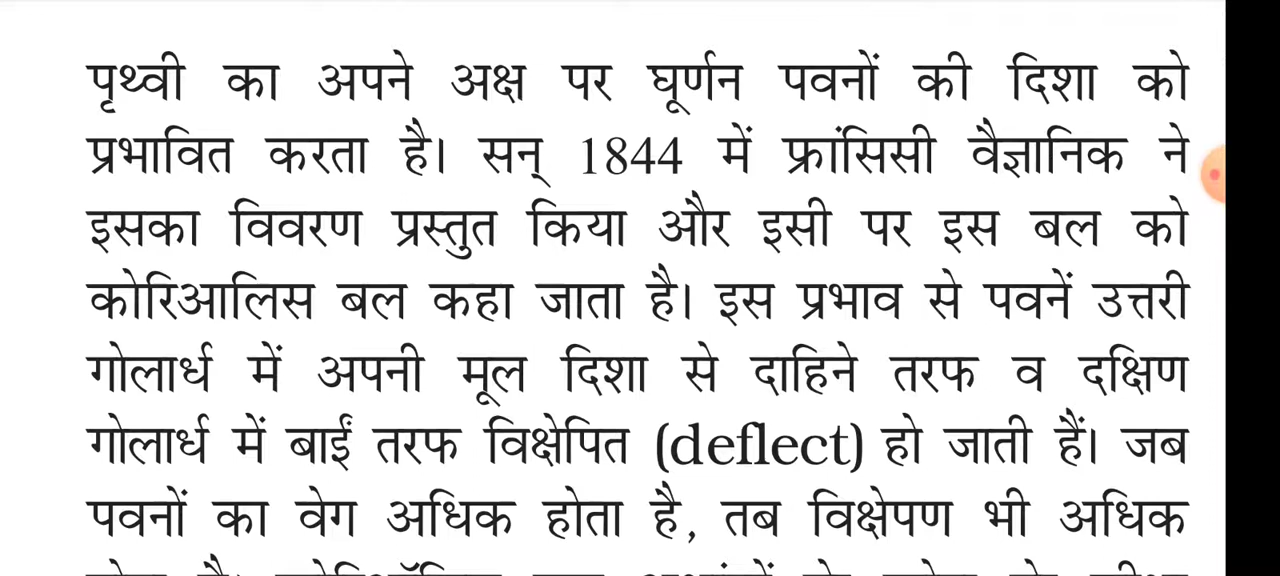 पृथ्वी का अपने अक्ष पर घूर्णन पवनों की दिशा को
प्रभावित करता है। सन् 1844 में फ्रांसिसी वैज्ञानिक ने
इसका विवरण प्रस्तुत किया और इसी पर इस बल को
कोरिआलिस बल कहा जाता है। इस प्रभाव से पवनें उत्तरी
गोलार्ध में अपनी मूल दिशा से दाहिने तरफ व दक्षिण
गोलार्ध में बाईं तरफ विक्षेपित (deflect) हो जाती हैं। जब
पवनों का वेग अधिक होता है, तब विक्षेपण भी अधिक